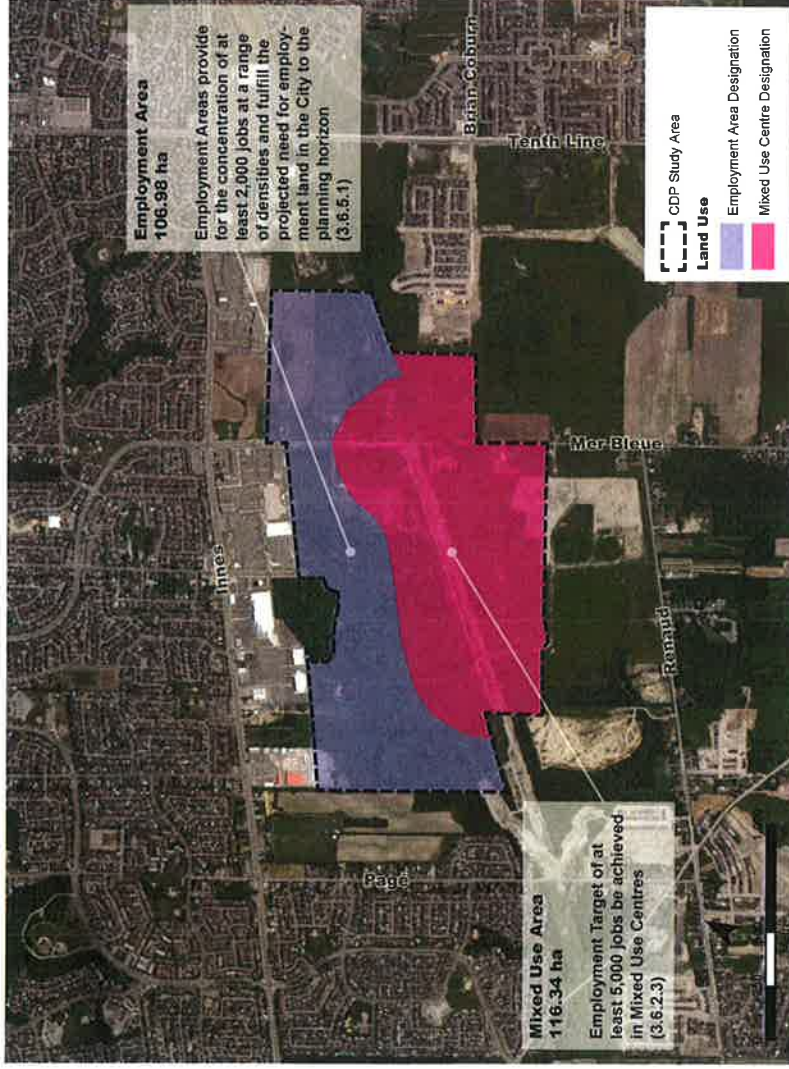 Employment Area
106.98 ha
Employment Areas provide
for the concentration of at
least 2,000 jobs at a range
of densities and fulfill the
projected need for employ-
ment land in the City to the
planning horizon
(3.6.5.1)
Brian Coburn
Tenth Line
Innes
Mer Bleue
Renaud
Page
Mixed Use Area
116.34 ha
Employment Target of at
least 5,000 jobs be achieved
in Mixed Use Centres
(3.6.2.3)
CDP Study Area
Land Use
Employment Area Designation
Mixed Use Centre Designation